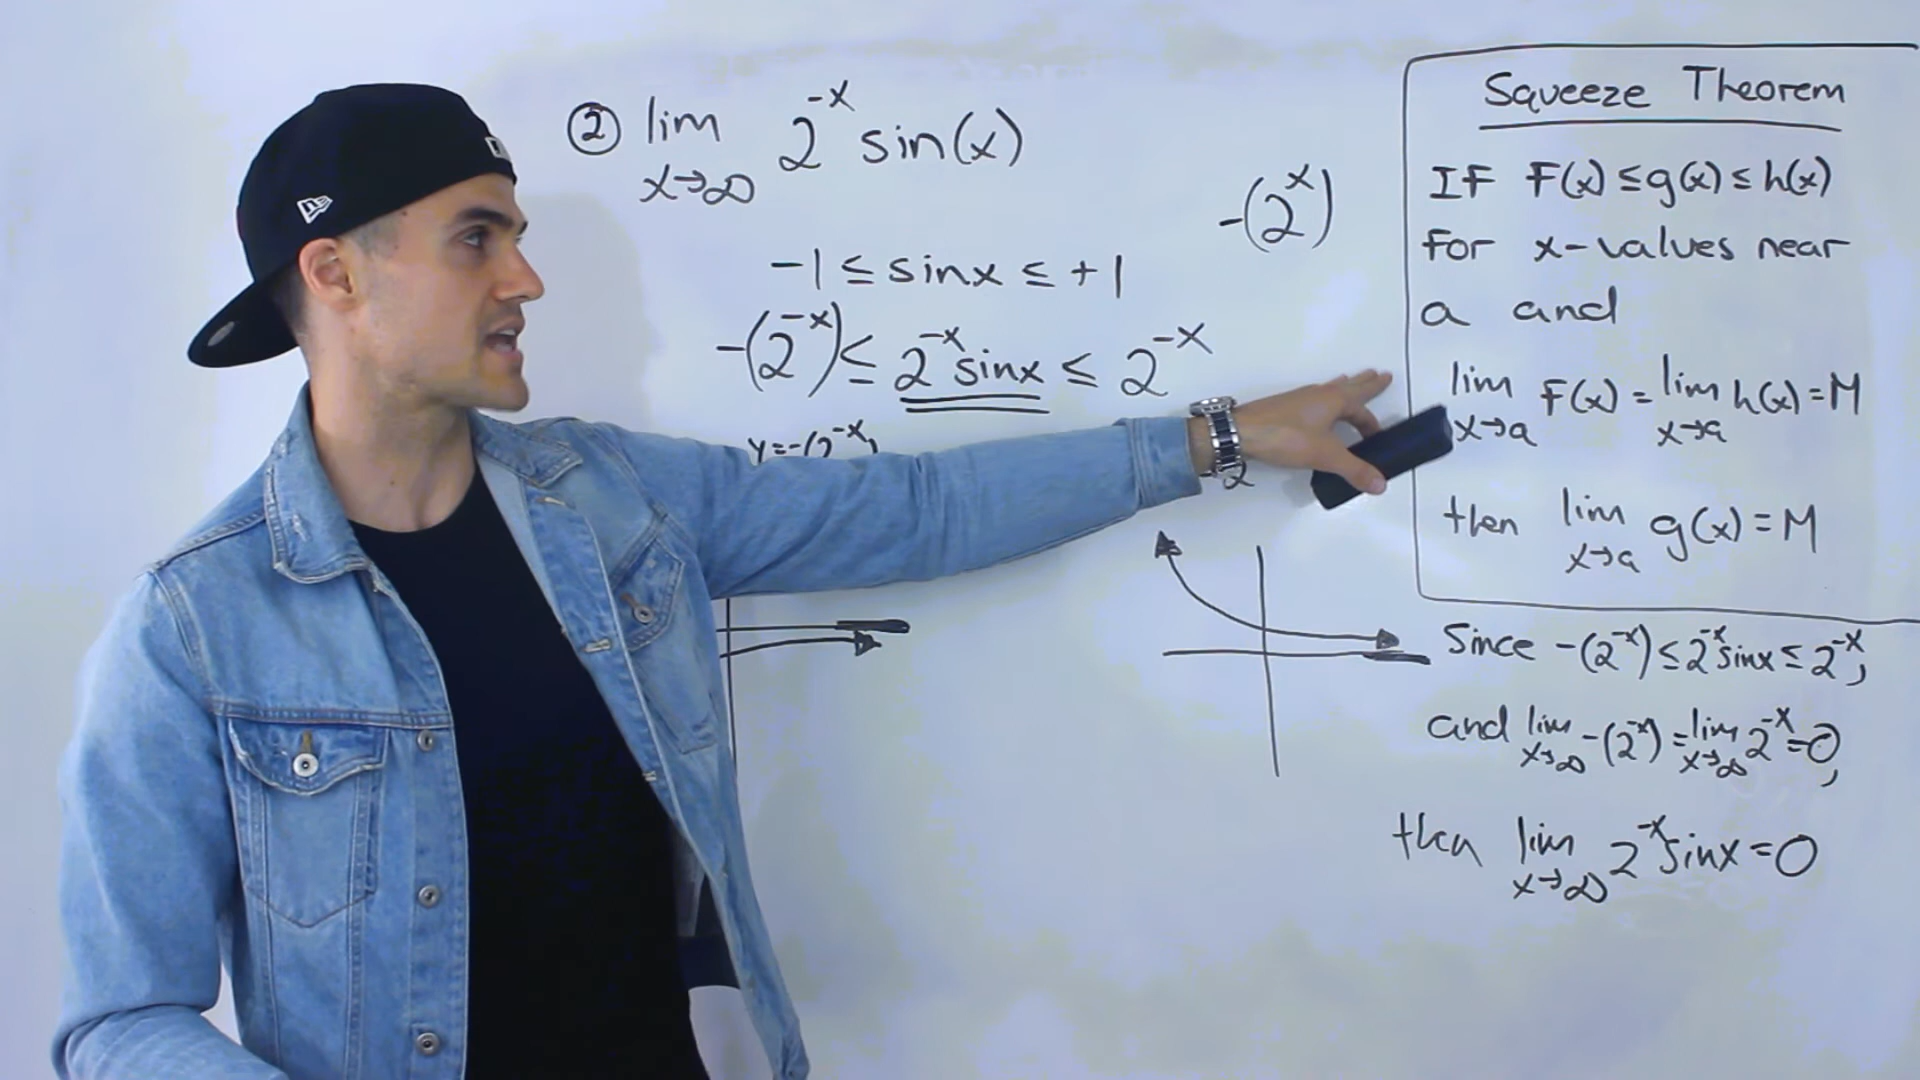 ② lim 2^-x sin(x)
x→∞
-(2^x)
-1 ≤ sinx ≤ +1
-(2^-x) ≤ 2^-x sinx ≤ 2^-x
y=-(2^-x)
Squeeze Theorem
IF F(x) ≤ g(x) ≤ h(x)
for x-values near
a and
lim F(x) = lim h(x) = M
x→a x→a
then lim g(x) = M
x→a
Since -(2^-x) ≤ 2^-x sinx ≤ 2^-x,
and lim -(2^-x) = lim 2^-x = 0,
x→∞ x→∞
then lim 2^-x sinx = 0
x→∞